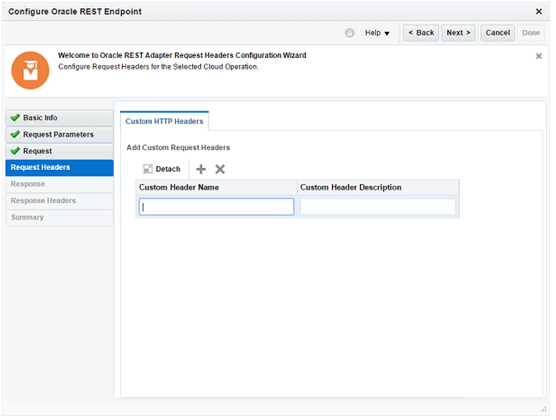 Configure Oracle REST Endpoint
Help
< Back
Next >
Cancel
Done
Welcome to Oracle REST Adapter Request Headers Configuration Wizard
Configure Request Headers for the Selected Cloud Operation.
Basic Info
Request Parameters
Request
Request Headers
Response
Response Headers
Summary
Custom HTTP Headers
Add Custom Request Headers
Detach
Custom Header Name
Custom Header Description